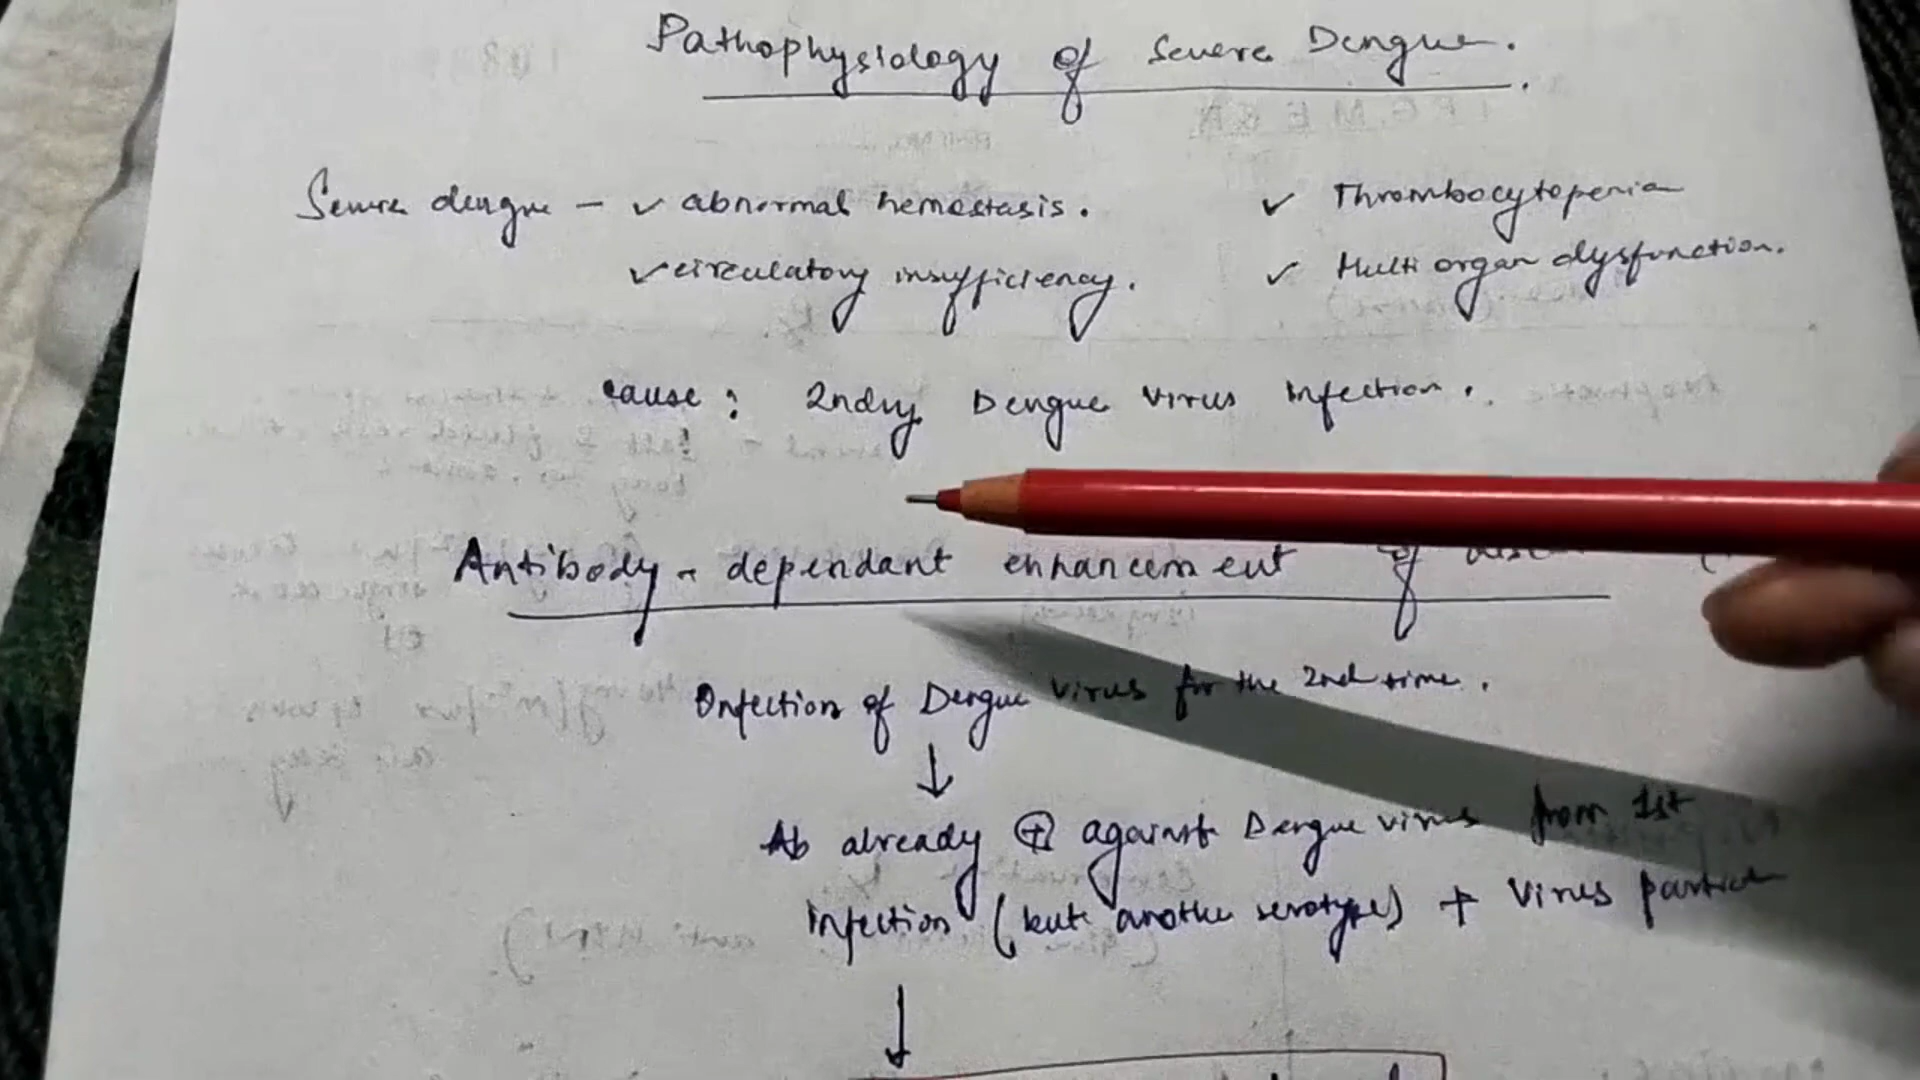 Pathophysiology of Severe Dengue.
Severe dengue - ✓ abnormal hemostasis. ✓ Thrombocytopenia
✓ circulatory insufficiency. ✓ Multi organ dysfunction.
cause: 2ndry Dengue virus infection.
Antibody - dependant enhancement of
Infection of Dengue virus for the 2nd time.
↓
Ab already ⊕ against Dengue virus from 1st
infection (but another serotype) + virus particle
↓